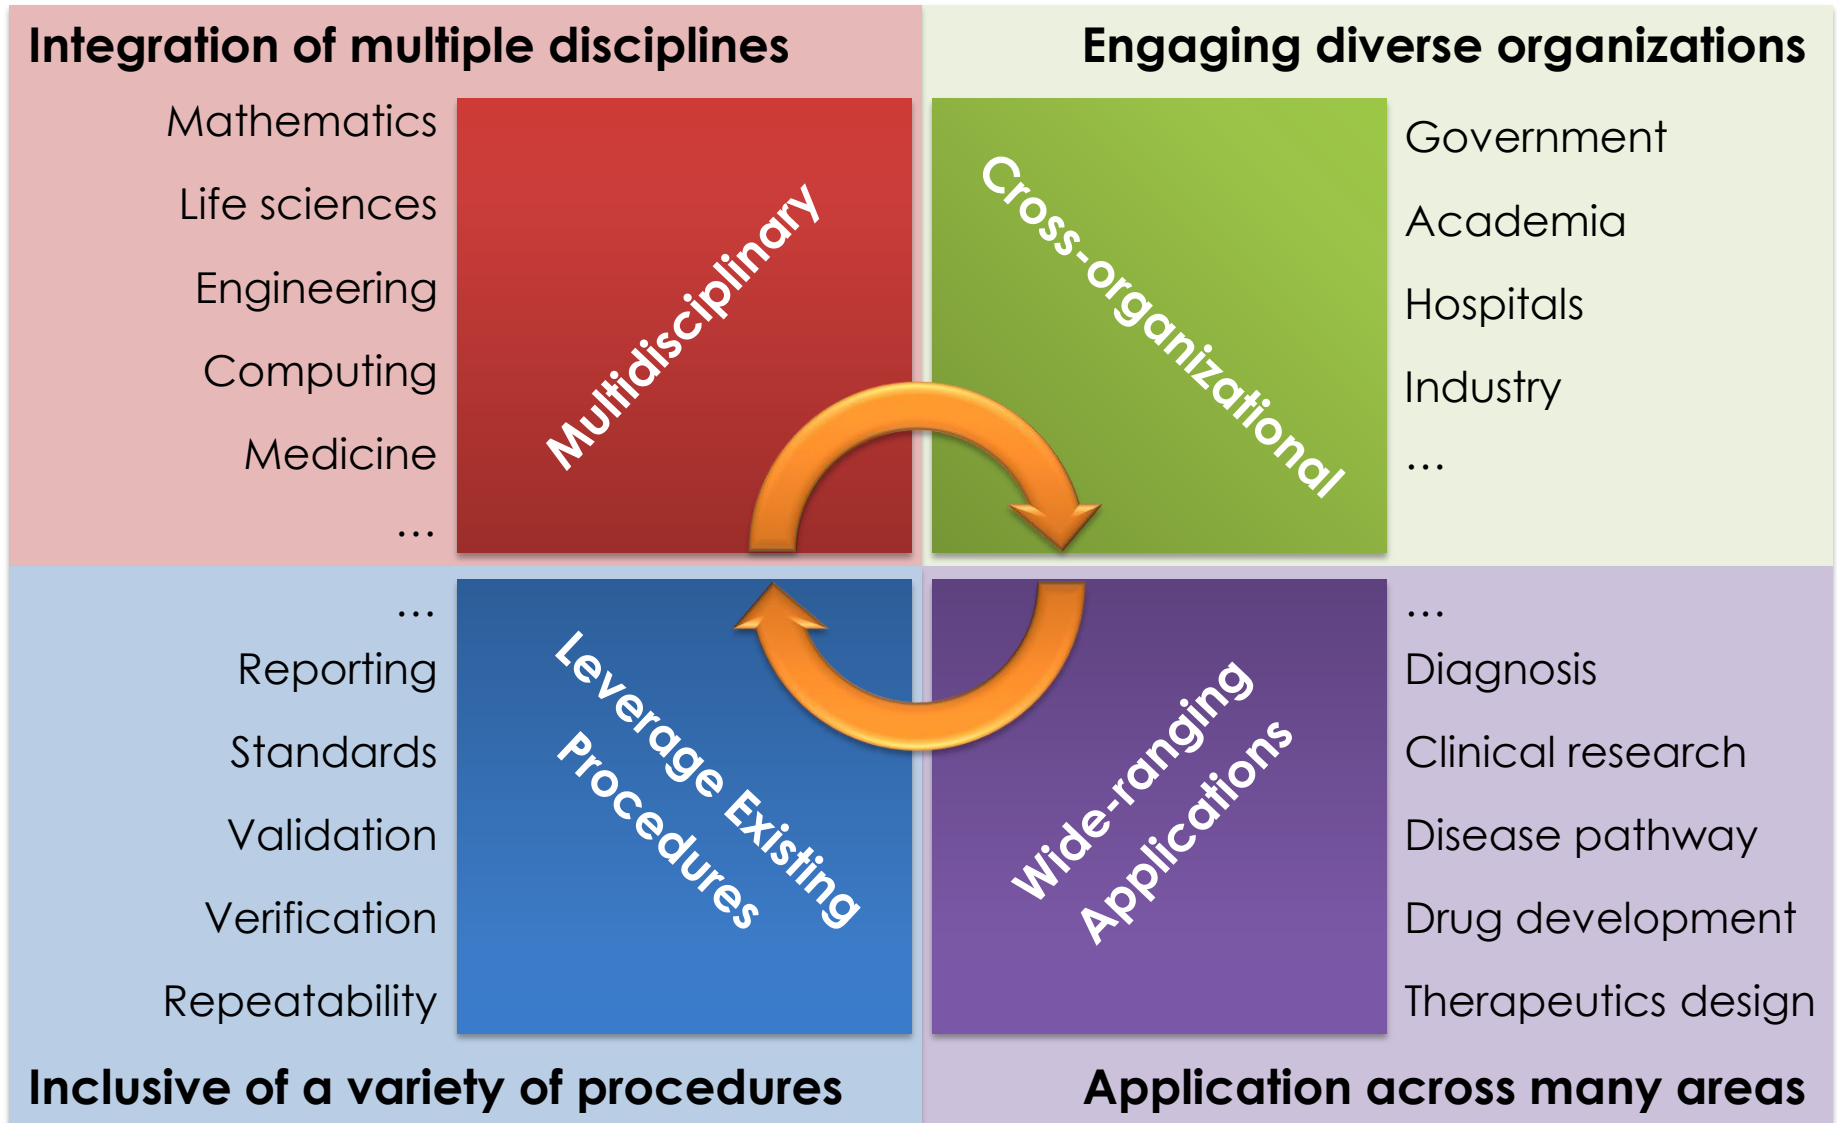 Integration of multiple disciplines
Mathematics
Life sciences
Engineering
Computing
Medicine
...
Multidisciplinary
Engaging diverse organizations
Cross-organizational
Government
Academia
Hospitals
Industry
...
...
Reporting
Standards
Validation
Verification
Repeatability
Leverage Existing
Procedures
Inclusive of a variety of procedures
Wide-ranging
Applications
...
Diagnosis
Clinical research
Disease pathway
Drug development
Therapeutics design
Application across many areas